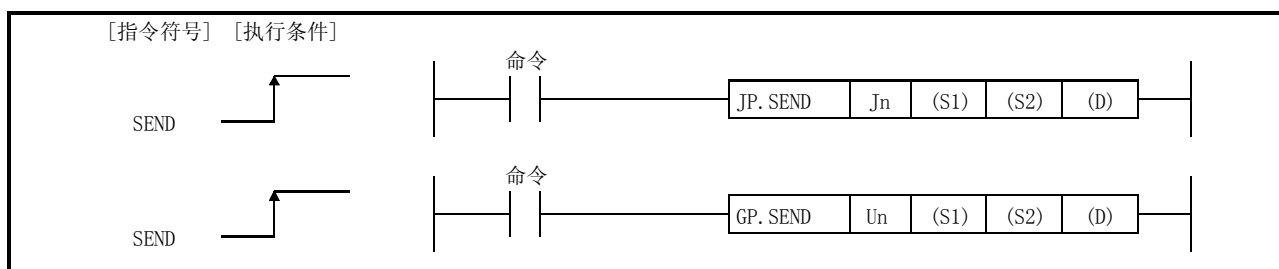 [指令符号] [执行条件]
命令
SEND
JP.SEND Jn (S1) (S2) (D)
命令
SEND
GP.SEND Un (S1) (S2) (D)